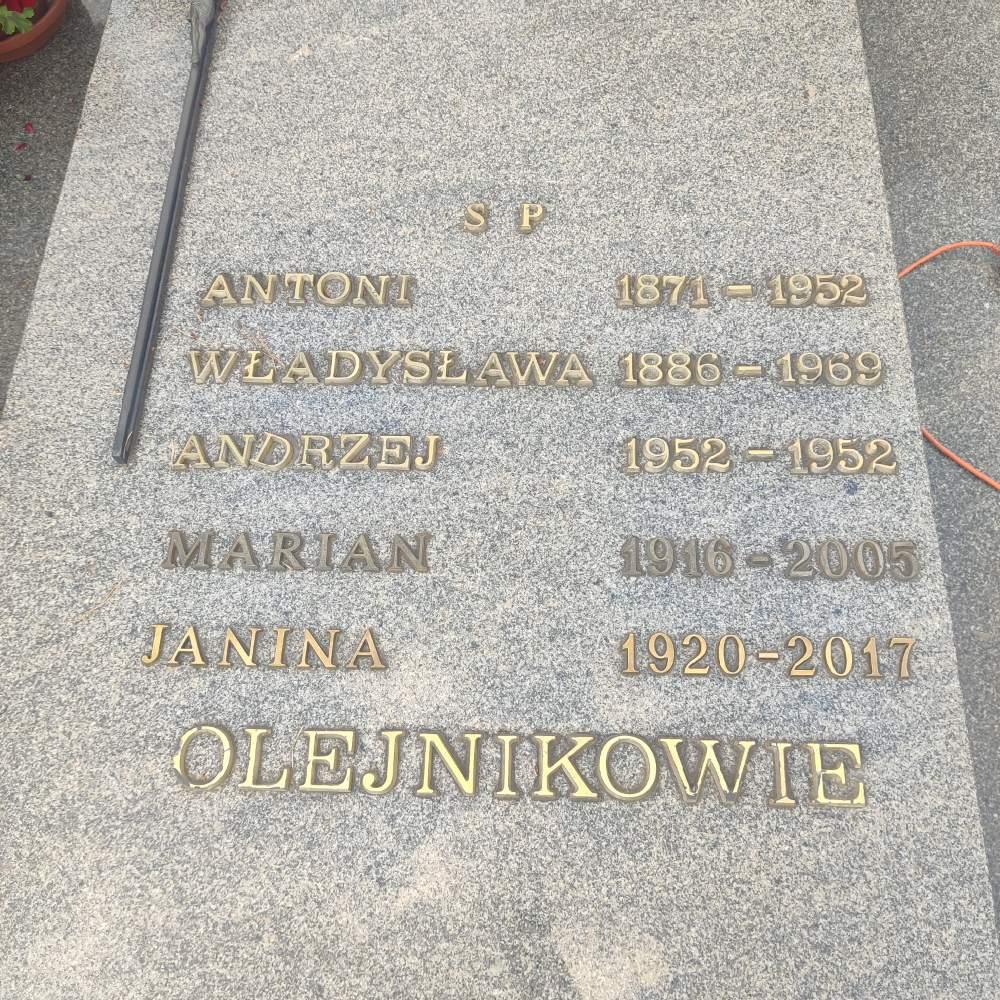 S P
ANTONI 1871 - 1952
WŁADYSŁAWA 1886 - 1969
ANDRZEJ 1952 - 1952
MARIAN 1916 - 2005
JANINA 1920-2017
OLEJNIKOWIE